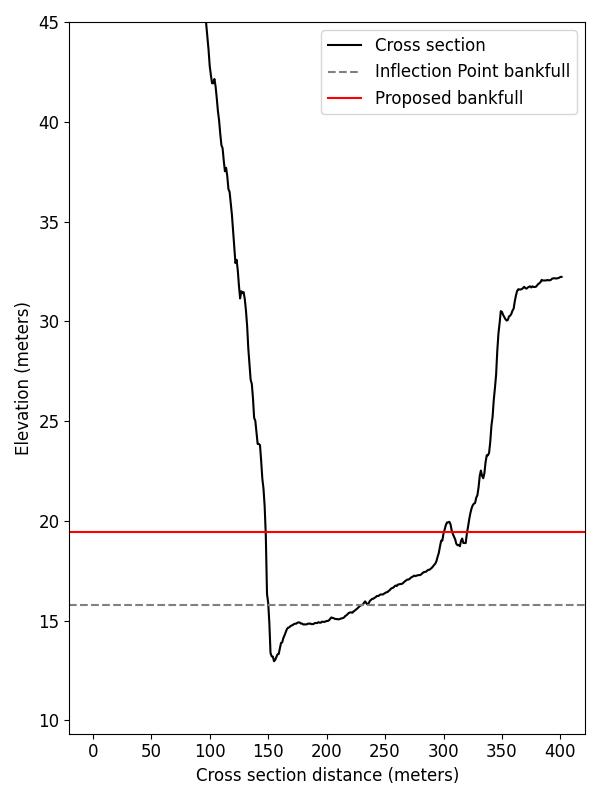 Cross section
Inflection Point bankfull
Proposed bankfull
45
40
35
30
25
20
15
10
Elevation (meters)
0 50 100 150 200 250 300 350 400
Cross section distance (meters)